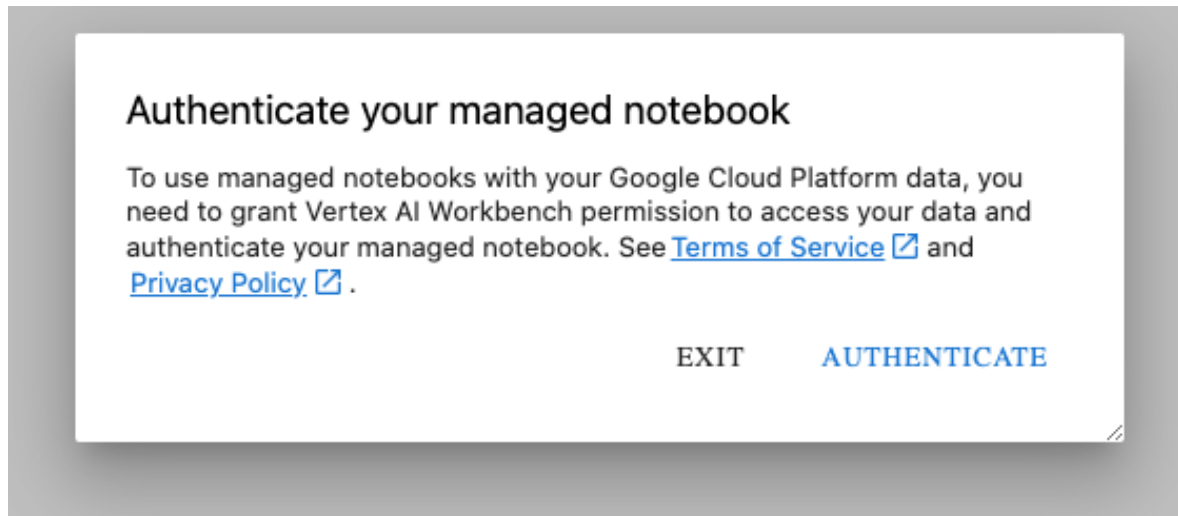 Authenticate your managed notebook
To use managed notebooks with your Google Cloud Platform data, you
need to grant Vertex AI Workbench permission to access your data and
authenticate your managed notebook. See Terms of Service and
Privacy Policy .
EXIT AUTHENTICATE